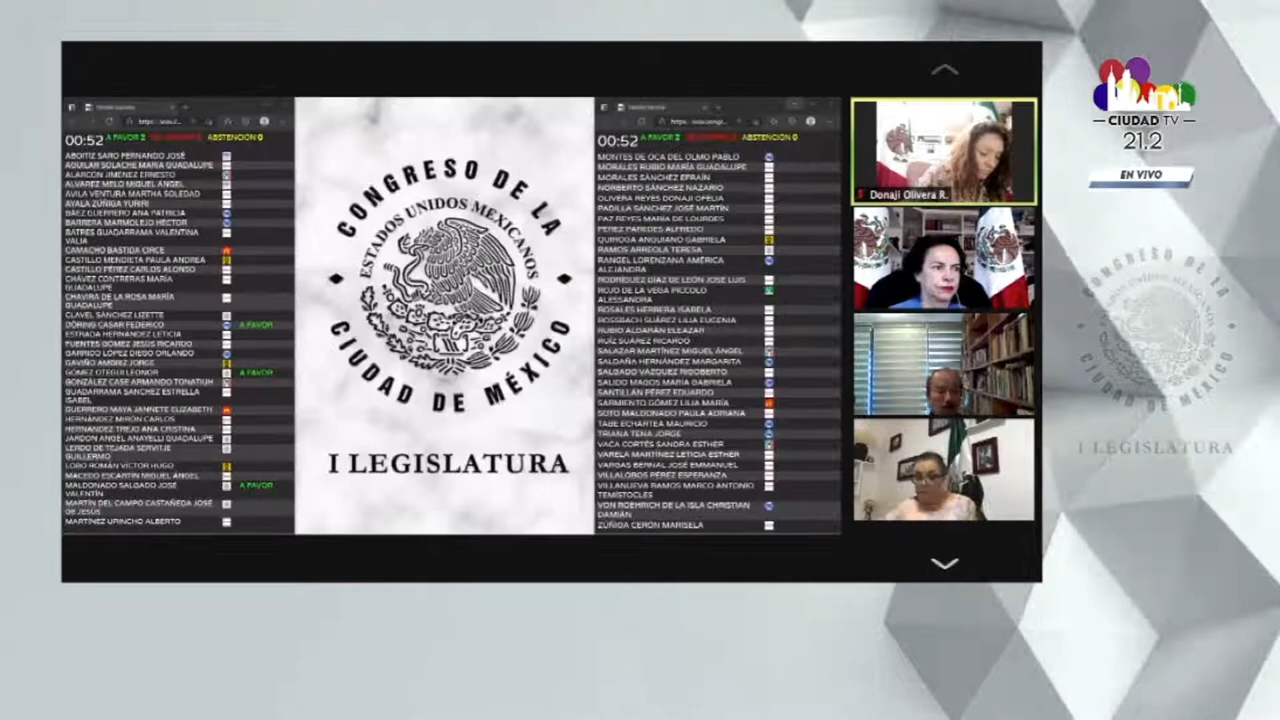 CIUDAD TV
21.2
EN VIVO
00:52 A FAVOR 2 ABSTENCIÓN 0
ABOITIZ SARO FERNANDO JOSÉ
AGUILAR SOLACHE MARÍA GUADALUPE
ALARCÓN JIMÉNEZ ERNESTO
ÁLVAREZ MELO MIGUEL ÁNGEL
ÁVILA VENTURA MARTHA SOLEDAD
AYALA ZÚÑIGA YURIRI
BÁEZ GUERRERO ANA PATRICIA
BARRERA MARMOLEJO HÉCTOR
BATRES GUADARRAMA VALENTINA
VALIA
CAMACHO BASTIDA CIRCE
CASTILLO MENDIETA PAULA ANDREA
CASTILLO PÉREZ CARLOS ALONSO
CHÁVEZ CONTRERAS MARÍA
GUADALUPE
CHAVIRA DE LA ROSA MARÍA
GUADALUPE
CLAVEL SÁNCHEZ LIZETTE
DÖRING CASAR FEDERICO A FAVOR
ESTRADA HERNÁNDEZ LETICIA
FUENTES GÓMEZ JESÚS RICARDO
GARRIDO LÓPEZ DIEGO ORLANDO
GAVIÑO AMBRIZ JORGE
GÓMEZ OTEGUI LEONOR A FAVOR
GONZÁLEZ CASE ARMANDO TONATIUH
GUADARRAMA SÁNCHEZ ESTRELLA
ISABEL
GUERRERO MAYA JANNETE ELIZABETH
HERNÁNDEZ MIRÓN CARLOS
HERNÁNDEZ TREJO ANA CRISTINA
JARDÓN ÁNGEL ANAYELLI GUADALUPE
LERDO DE TEJADA SERVITJE
GUILLERMO
LOBO ROMÁN VÍCTOR HUGO
MACEDO ESCARTÍN MIGUEL ÁNGEL
MALDONADO SALGADO JOSÉ A FAVOR
VALENTÍN
MARTÍN DEL CAMPO CASTAÑEDA JOSÉ
DE JESÚS
MARTÍNEZ URINCHO ALBERTO
CONGRESO DE LA
ESTADOS UNIDOS MEXICANOS
CIUDAD DE MÉXICO
I LEGISLATURA
00:52 A FAVOR 2 ABSTENCIÓN 0
MONTES DE OCA DEL OLMO PABLO
MORALES RUBIO MARÍA GUADALUPE
MORALES SÁNCHEZ EFRAÍN
NORBERTO SÁNCHEZ NAZARIO
OLIVERA REYES DONAJI OFELIA
PADILLA SÁNCHEZ JOSÉ MARTÍN
PAZ REYES MARÍA DE LOURDES
PÉREZ PAREDES ALFREDO
QUIROGA ANGUIANO GABRIELA
RAMOS ARREOLA TERESA
RANGEL LORENZANA AMÉRICA
ALEJANDRA
RODRÍGUEZ DÍAZ DE LEÓN JOSÉ LUIS
ROJO DE LA VEGA PICCOLO
ALESSANDRA
ROSALES HERRERA ISABELA
ROSSBACH SUÁREZ LILIA EUGENIA
RUBIO ALDARÁN ELEAZAR
RUÍZ SUÁREZ RICARDO
SALAZAR MARTÍNEZ MIGUEL ÁNGEL
SALDAÑA HERNÁNDEZ MARGARITA
SALGADO VÁZQUEZ RIGOBERTO
SALIDO MAGOS MARÍA GABRIELA
SANTILLÁN PÉREZ EDUARDO
SARMIENTO GÓMEZ LILIA MARÍA
SOTO MALDONADO PAULA ADRIANA
TABE ECHARTEA MAURICIO
TRIANA TENA JORGE
VACA CORTÉS SANDRA ESTHER
VARELA MARTÍNEZ LETICIA ESTHER
VARGAS BERNAL JOSÉ EMMANUEL
VILLALOBOS PÉREZ ESPERANZA
VILLANUEVA RAMOS MARCO ANTONIO
TEMÍSTOCLES
VON ROEHRICH DE LA ISLA CHRISTIAN
DAMIÁN
ZÚÑIGA CERÓN MARISELA
Donaji Olivera R.
CONGRESO DE LA
CIUDAD DE MÉXICO
I LEGISLATURA